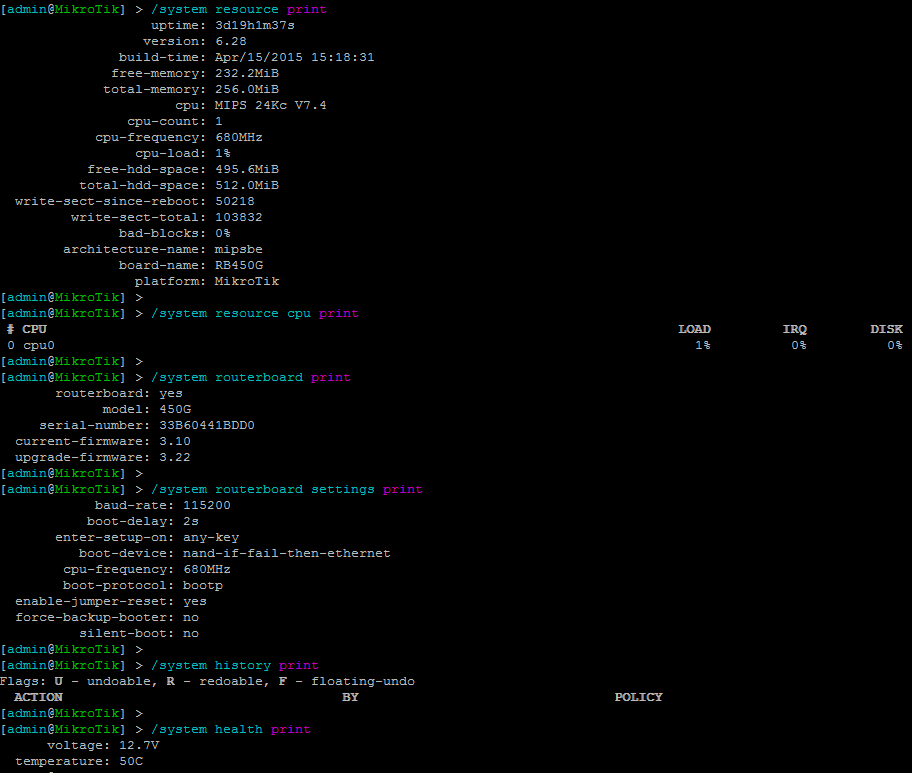 [admin@MikroTik] > /system resource print
uptime: 3d19h1m37s
version: 6.28
build-time: Apr/15/2015 15:18:31
free-memory: 232.2MiB
total-memory: 256.0MiB
cpu: MIPS 24Kc V7.4
cpu-count: 1
cpu-frequency: 680MHz
cpu-load: 1%
free-hdd-space: 495.6MiB
total-hdd-space: 512.0MiB
write-sect-since-reboot: 50218
write-sect-total: 103832
bad-blocks: 0%
architecture-name: mipsbe
board-name: RB450G
platform: MikroTik
[admin@MikroTik] >
[admin@MikroTik] > /system resource cpu print
# CPU LOAD IRQ DISK
0 cpu0 1% 0% 0%
[admin@MikroTik] >
[admin@MikroTik] > /system routerboard print
routerboard: yes
model: 450G
serial-number: 33B60441BDD0
current-firmware: 3.10
upgrade-firmware: 3.22
[admin@MikroTik] >
[admin@MikroTik] > /system routerboard settings print
baud-rate: 115200
boot-delay: 2s
enter-setup-on: any-key
boot-device: nand-if-fail-then-ethernet
cpu-frequency: 680MHz
boot-protocol: bootp
enable-jumper-reset: yes
force-backup-booter: no
silent-boot: no
[admin@MikroTik] >
[admin@MikroTik] > /system history print
Flags: U - undoable, R - redoable, F - floating-undo
ACTION BY POLICY
[admin@MikroTik] >
[admin@MikroTik] > /system health print
voltage: 12.7V
temperature: 50C